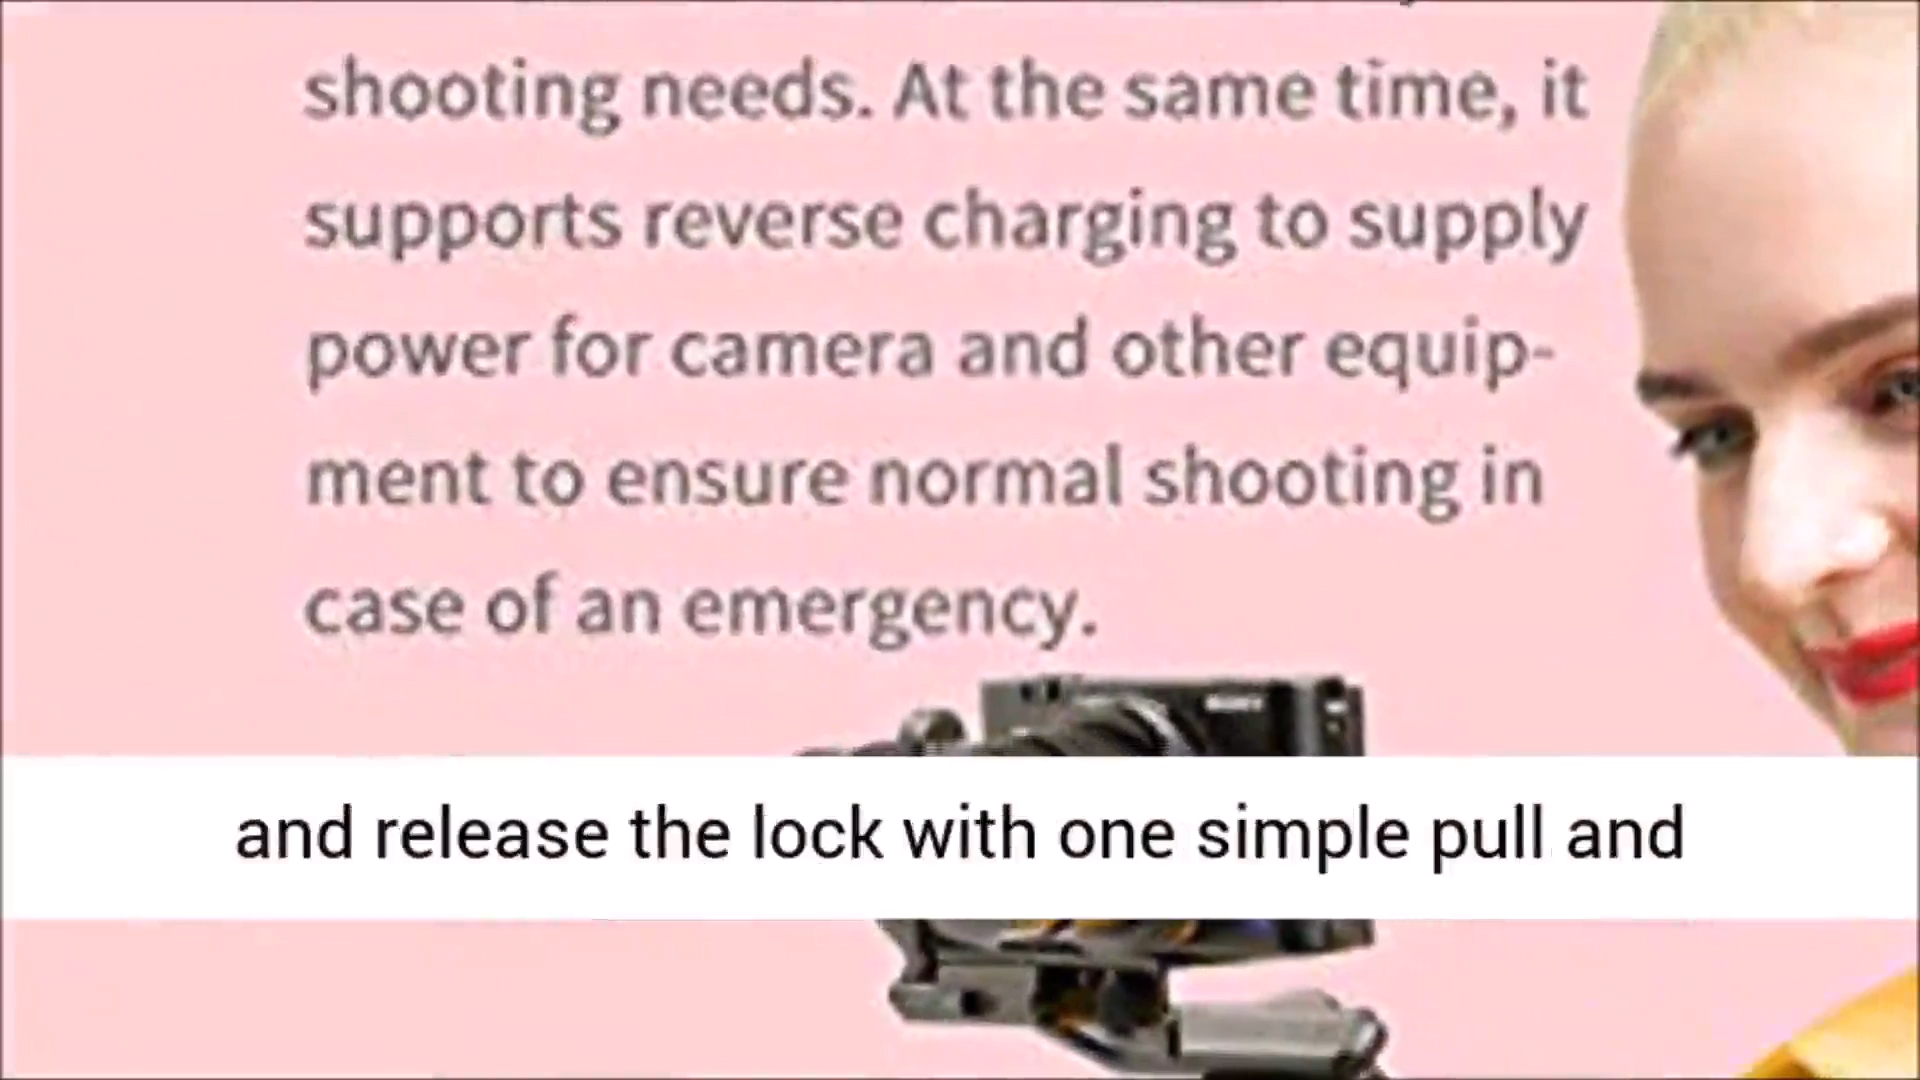 shooting needs. At the same time, it
supports reverse charging to supply
power for camera and other equip-
ment to ensure normal shooting in
case of an emergency.
SONY
and release the lock with one simple pull and